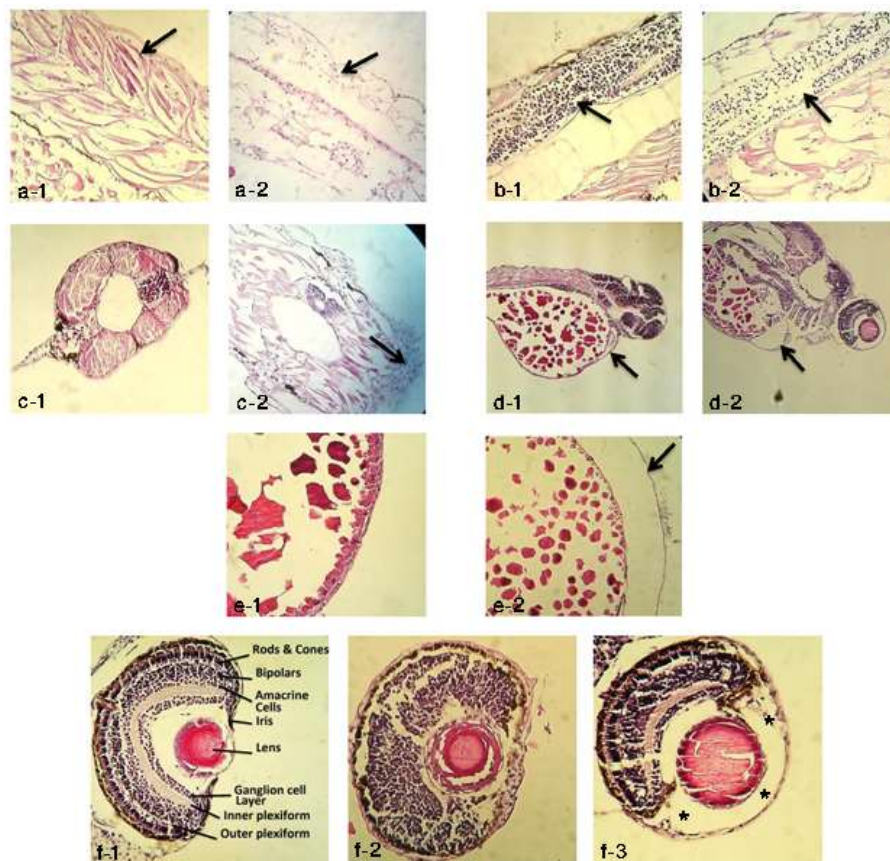 a-1
a-2
b-1
b-2
c-1
c-2
d-1
d-2
e-1
e-2
Rods & Cones
Bipolars
Amacrine
Cells
Iris
Lens
Ganglion cell
Layer
Inner plexiform
Outer plexiform
f-1
f-2
* * *
f-3